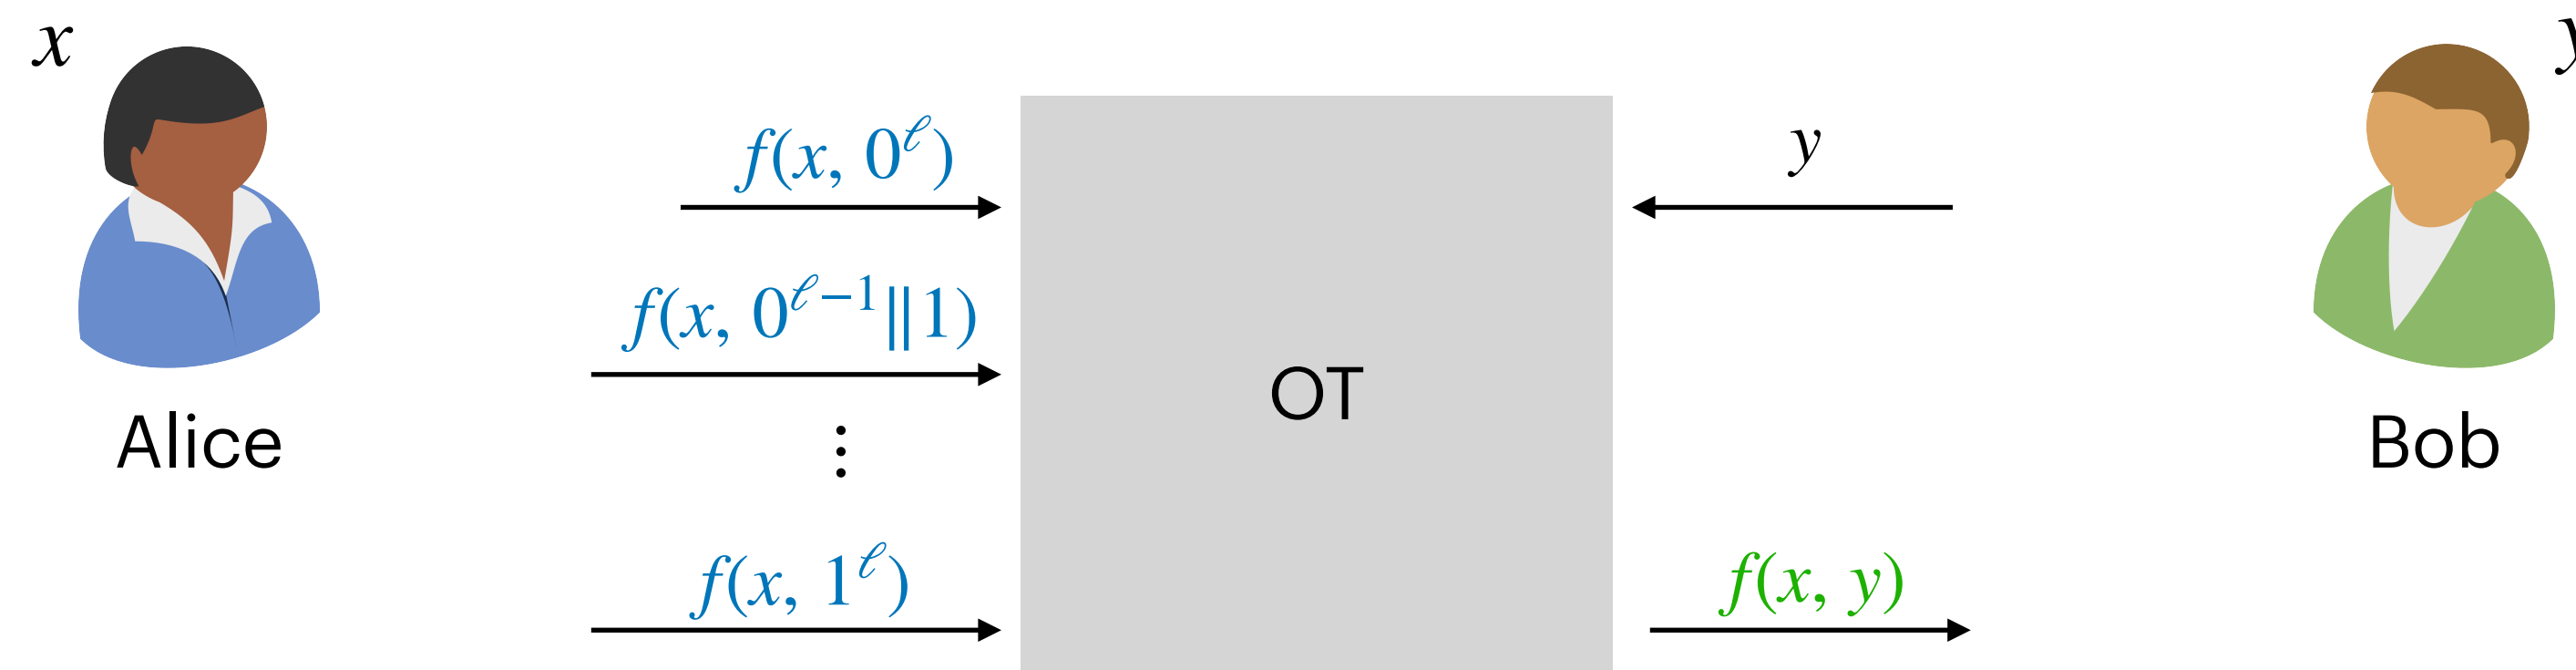 x
y
f(x, 0^ℓ)
y
f(x, 0^{ℓ−1}‖1)
OT
Alice
⋮
Bob
f(x, 1^ℓ)
f(x, y)